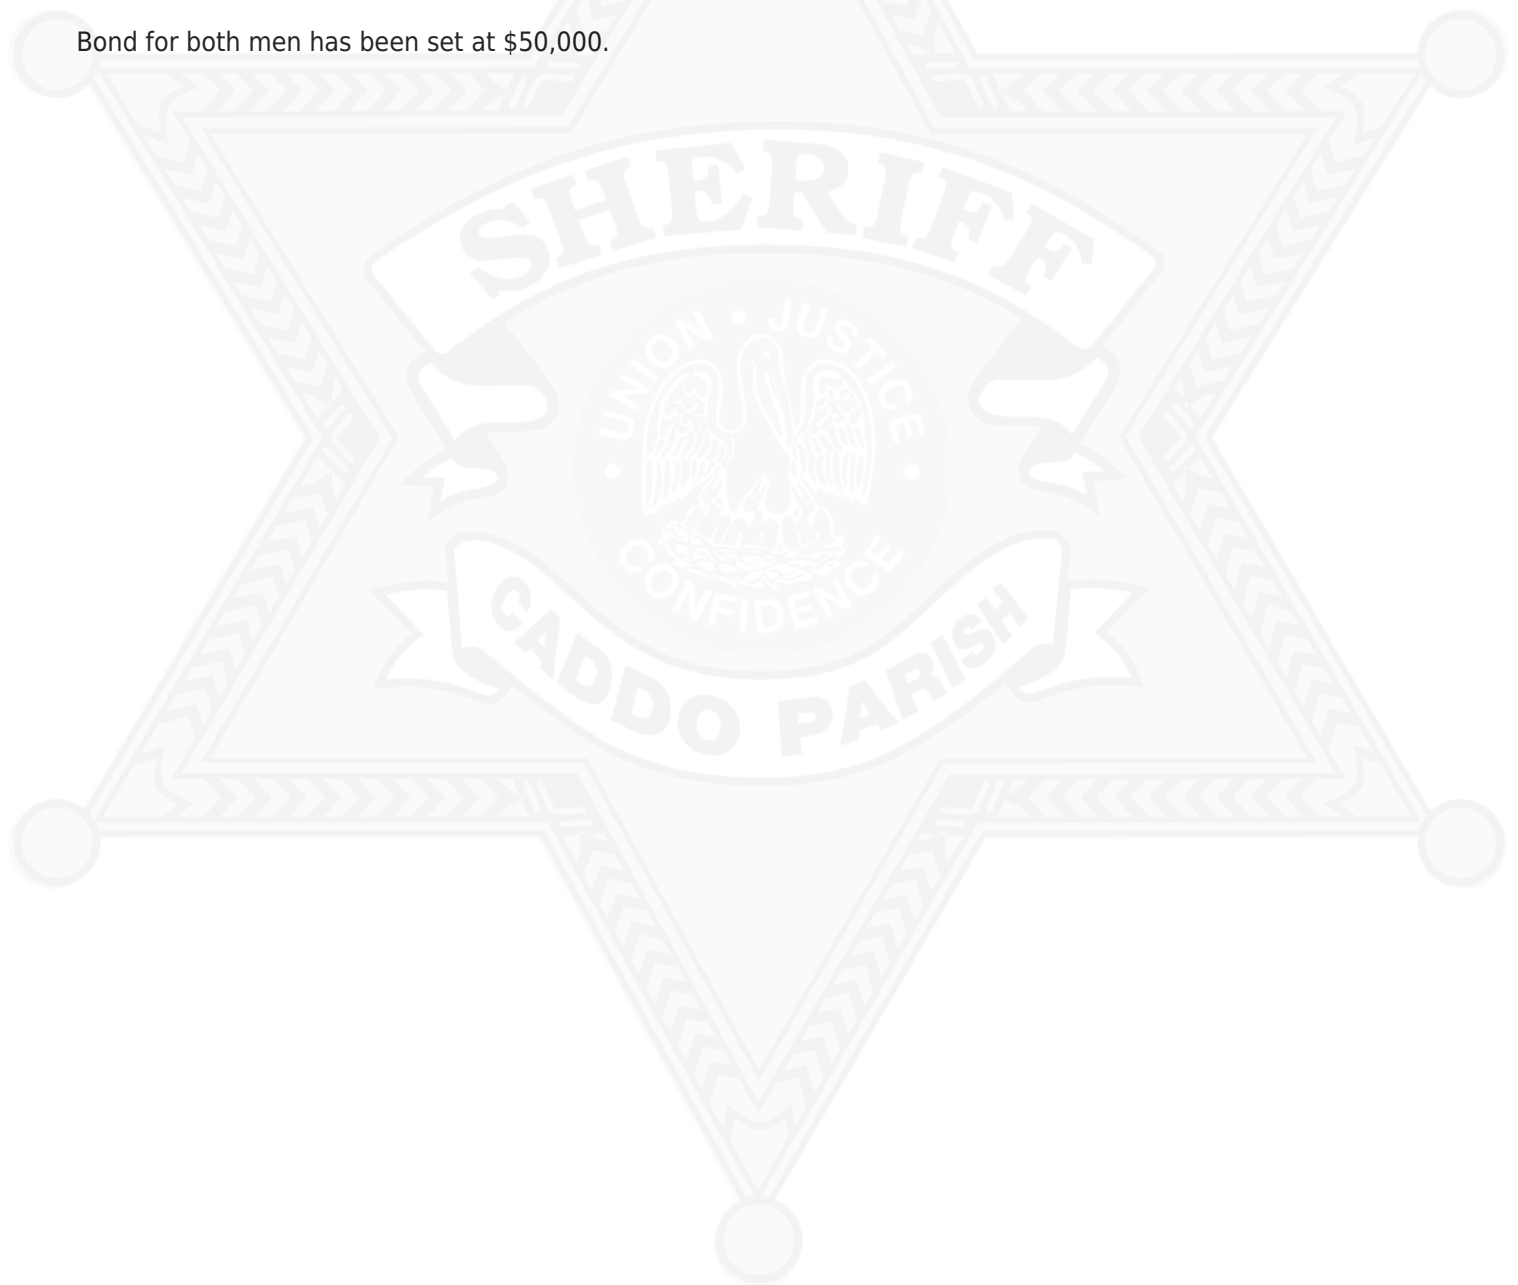 Bond for both men has been set at $50,000.
SHERIFF
UNION • JUSTICE
• CONFIDENCE •
CADDO PARISH